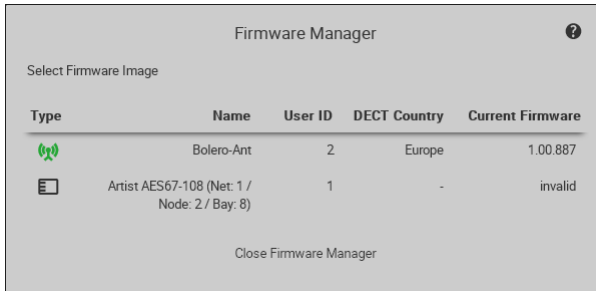 Firmware Manager
?
Select Firmware Image
Type Name User ID DECT Country Current Firmware
Bolero-Ant 2 Europe 1.00.887
Artist AES67-108 (Net: 1 / 1 - invalid
Node: 2 / Bay: 8)
Close Firmware Manager